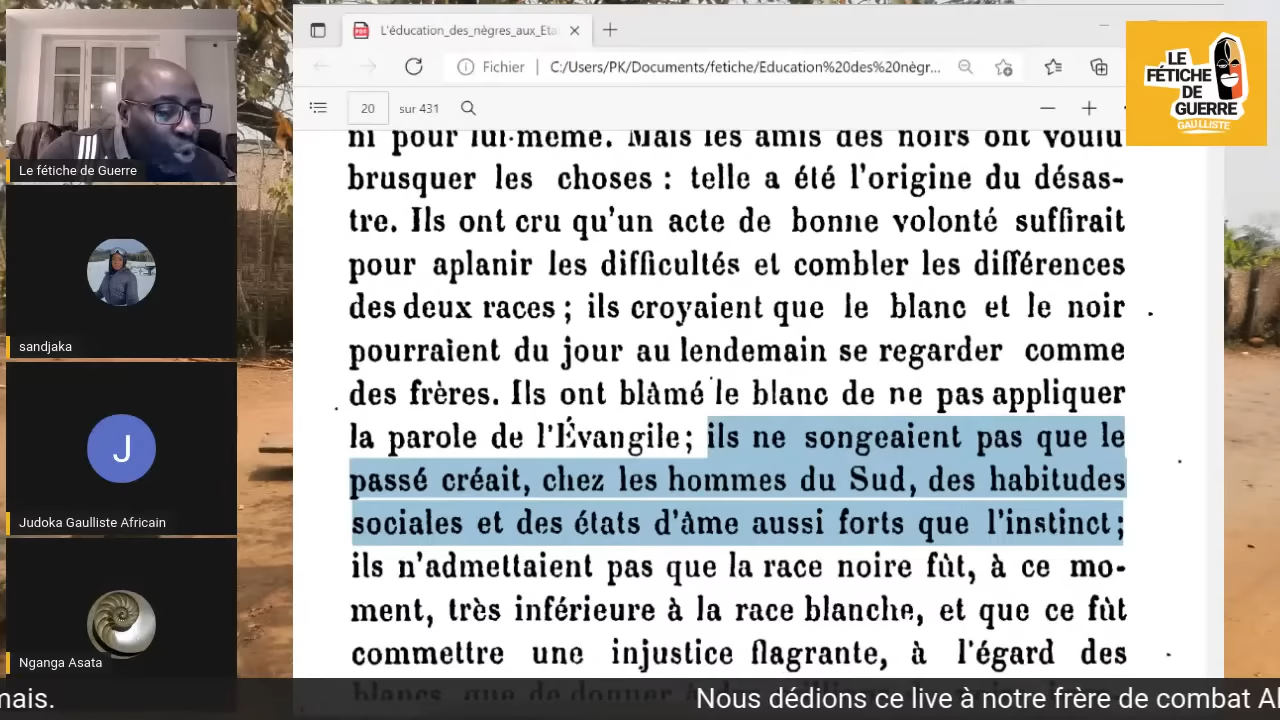 L'éducation_des_nègres_aux_Eta
Fichier
C:/Users/PK/Documents/fetiche/Education%20des%20nègr...
20
sur 431
LE
FÉTICHE
DE
GUERRE
GAULLISTE
ni pour lui-même. Mais les amis des noirs ont voulu
brusquer les choses : telle a été l'origine du désas-
tre. Ils ont cru qu'un acte de bonne volonté suffirait
pour aplanir les difficultés et combler les différences
des deux races ; ils croyaient que le blanc et le noir
pourraient du jour au lendemain se regarder comme
des frères. Ils ont blâmé le blanc de ne pas appliquer
la parole de l'Évangile ; ils ne songeaient pas que le
passé créait, chez les hommes du Sud, des habitudes
sociales et des états d'âme aussi forts que l'instinct ;
ils n'admettaient pas que la race noire fût, à ce mo-
ment, très inférieure à la race blanche, et que ce fût
commettre une injustice flagrante, à l'égard des
blancs, que de donner
Le fétiche de Guerre
sandjaka
J
Judoka Gaulliste Africain
Nganga Asata
mais.
Nous dédions ce live à notre frère de combat